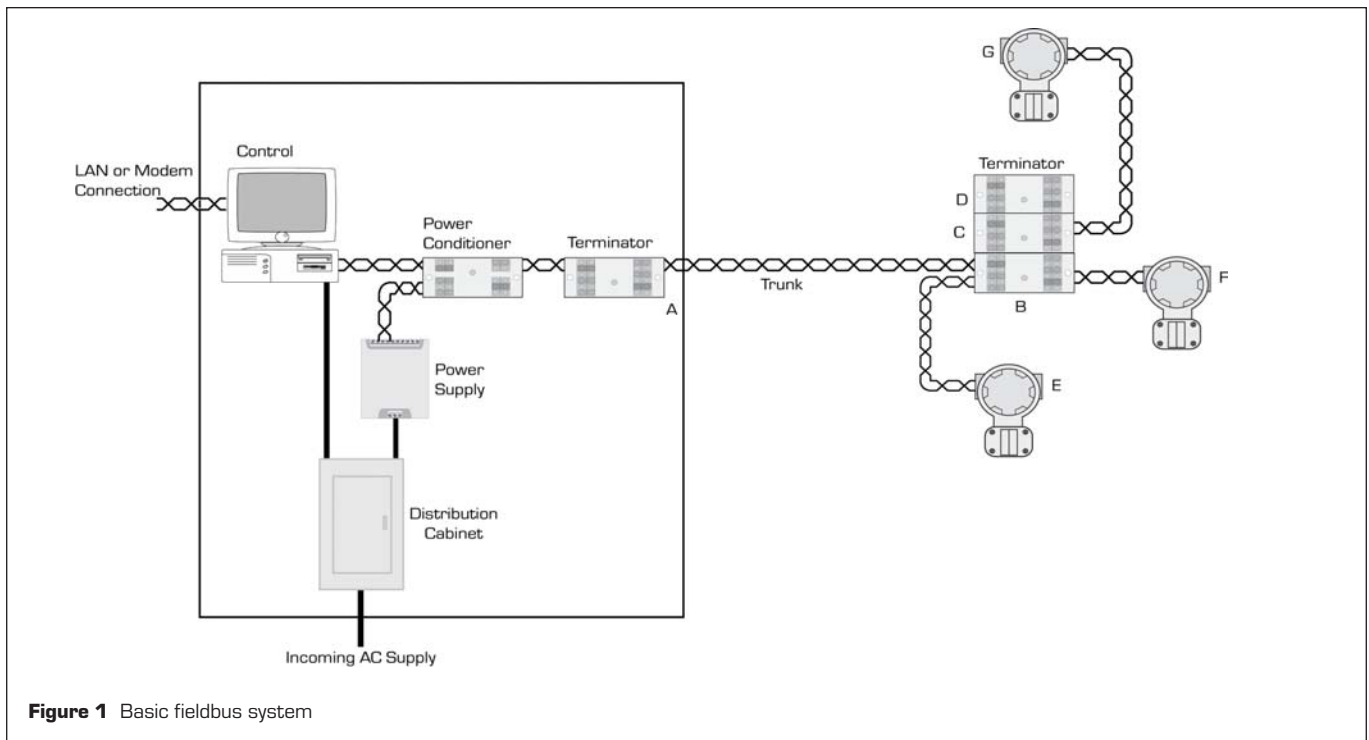 G
Control
LAN or Modem
Connection
Terminator
D
Power
Conditioner
Terminator
C
Trunk
F
A
B
Power
Supply
E
Distribution
Cabinet
Incoming AC Supply
Figure 1 Basic fieldbus system